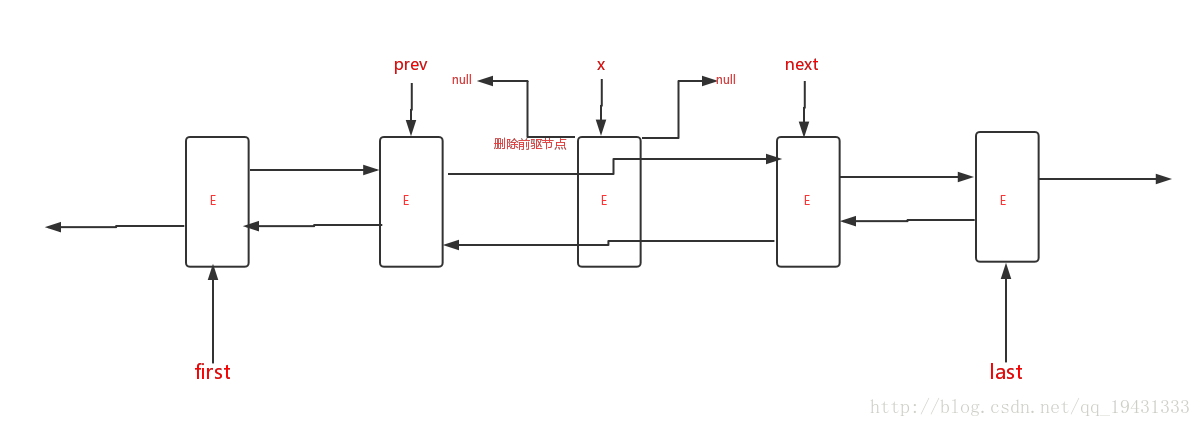 prev
x
next
null
null
删除前驱节点
E
E
E
E
E
first
last
http://blog.csdn.net/qq_19431333